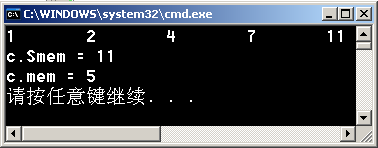 C:\WINDOWS\system32\cmd.exe
1 2 4 7 11
c.Smem = 11
c.mem = 5
请按任意键继续. . .